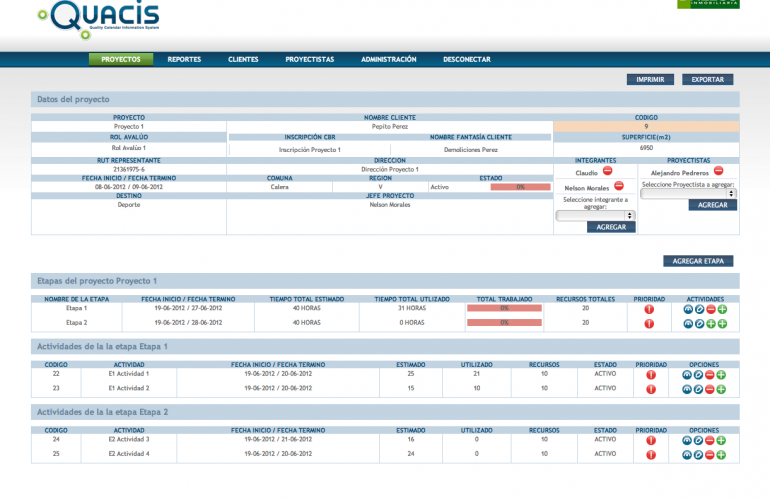 QUACIS
Quality Calendar Information System
INMOBILIARIA
PROYECTOS REPORTES CLIENTES PROYECTISTAS ADMINISTRACIÓN DESCONECTAR
IMPRIMIR EXPORTAR
Datos del proyecto
PROYECTO NOMBRE CLIENTE CODIGO
Proyecto 1 Pepito Perez 9
ROL AVALÚO INSCRIPCIÓN CBR NOMBRE FANTASÍA CLIENTE SUPERFICIE(m2)
Rol Avalúo 1 Inscripción Proyecto 1 Demoliciones Perez 6950
RUT REPRESENTANTE DIRECCION INTEGRANTES PROYECTISTAS
21361975-6 Dirección Proyecto 1 Claudio Alejandro Pedreros
FECHA INICIO / FECHA TERMINO COMUNA REGION ESTADO
08-06-2012 / 09-06-2012 Calera V Activo 0% Nelson Morales Seleccione Proyectista a agregar:
DESTINO JEFE PROYECTO Seleccione integrante a agregar:
Deporte Nelson Morales AGREGAR
AGREGAR
AGREGAR ETAPA
Etapas del proyecto Proyecto 1
NOMBRE DE LA ETAPA FECHA INICIO / FECHA TERMINO TIEMPO TOTAL ESTIMADO TIEMPO TOTAL UTLIZADO TOTAL TRABAJADO RECURSOS TOTALES PRIORIDAD ACTIVIDADES
Etapa 1 19-06-2012 / 27-06-2012 40 HORAS 31 HORAS 0% 20
Etapa 2 19-06-2012 / 28-06-2012 40 HORAS 0 HORAS 0% 20
Actividades de la la etapa Etapa 1
CODIGO ACTIVIDAD FECHA INICIO / FECHA TERMINO ESTIMADO UTILIZADO RECURSOS ESTADO PRIORIDAD OPCIONES
22 E1 Actividad 1 19-06-2012 / 20-06-2012 25 21 10 ACTIVO
23 E1 Actividad 2 19-06-2012 / 20-06-2012 15 10 10 ACTIVO
Actividades de la la etapa Etapa 2
CODIGO ACTIVIDAD FECHA INICIO / FECHA TERMINO ESTIMADO UTILIZADO RECURSOS ESTADO PRIORIDAD OPCIONES
24 E2 Actividad 3 19-06-2012 / 21-06-2012 16 0 10 ACTIVO
25 E2 Actividad 4 19-06-2012 / 20-06-2012 24 0 10 ACTIVO